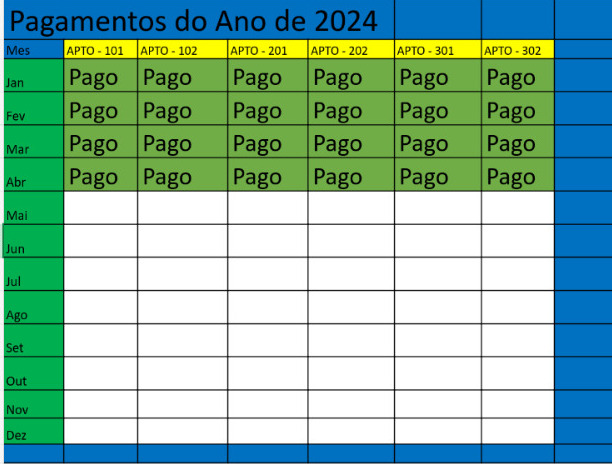 Pagamentos do Ano de 2024
Mes APTO - 101 APTO - 102 APTO - 201 APTO - 202 APTO - 301 APTO - 302
Jan Pago Pago Pago Pago Pago Pago
Fev Pago Pago Pago Pago Pago Pago
Mar Pago Pago Pago Pago Pago Pago
Abr Pago Pago Pago Pago Pago Pago
Mai
Jun
Jul
Ago
Set
Out
Nov
Dez